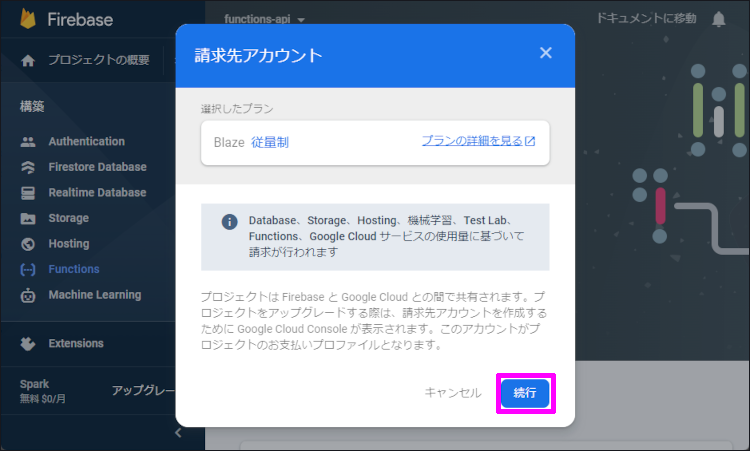 Firebase
functions-api
ドキュメントに移動
プロジェクトの概要
請求先アカウント
構築
選択したプラン
Blaze 従量制
プランの詳細を見る
Authentication
Firestore Database
Realtime Database
Storage
Hosting
Functions
Machine Learning
Database、Storage、Hosting、機械学習、Test Lab、
Functions、Google Cloud サービスの使用量に基づいて
請求が行われます
プロジェクトは Firebase と Google Cloud との間で共有されます。プ
ロジェクトをアップグレードする際は、請求先アカウントを作成する
ために Google Cloud Console が表示されます。このアカウントがプ
ロジェクトのお支払いプロファイルとなります。
Extensions
Spark
無料 $0/月
アップグレー
キャンセル
続行